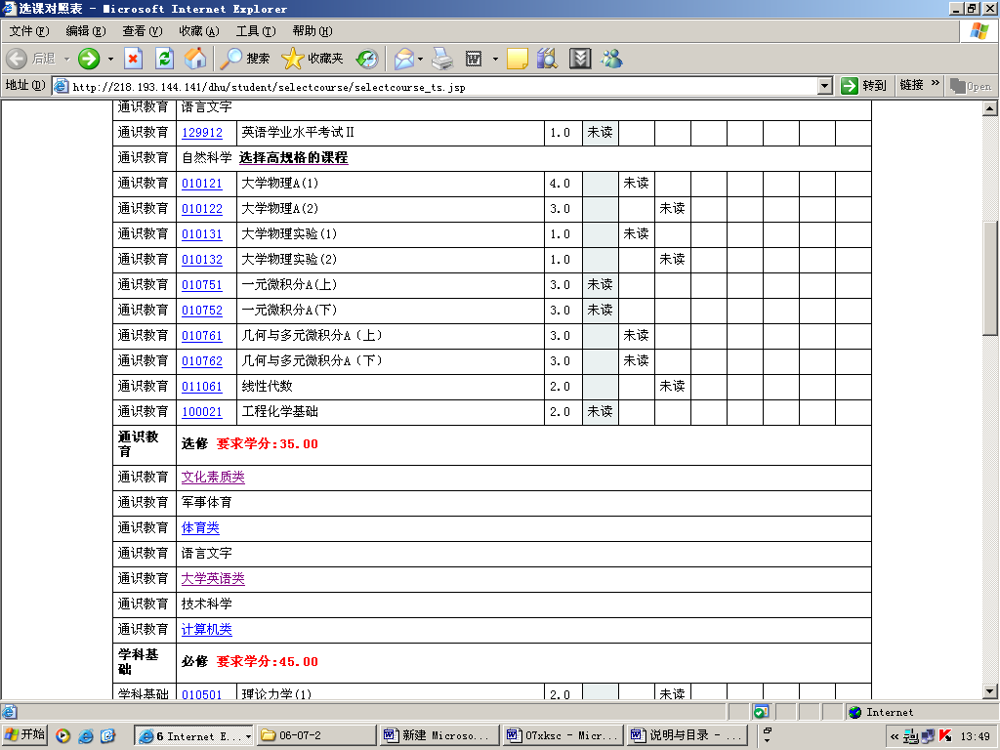 选课对照表 - Microsoft Internet Explorer
文件(F) 编辑(E) 查看(V) 收藏(A) 工具(T) 帮助(H)
后退 搜索 收藏夹
地址(D) http://218.193.144.141/dhu/student/selectcourse/selectcourse_ts.jsp 转到 链接 » Open
通识教育 语言文字
通识教育 129912 英语学业水平考试Ⅱ 1.0 未读
通识教育 自然科学 选择高规格的课程
通识教育 010121 大学物理A(1) 4.0 未读
通识教育 010122 大学物理A(2) 3.0 未读
通识教育 010131 大学物理实验(1) 1.0 未读
通识教育 010132 大学物理实验(2) 1.0 未读
通识教育 010751 一元微积分A(上) 3.0 未读
通识教育 010752 一元微积分A(下) 3.0 未读
通识教育 010761 几何与多元微积分A（上） 3.0 未读
通识教育 010762 几何与多元微积分A（下） 3.0 未读
通识教育 011061 线性代数 2.0 未读
通识教育 100021 工程化学基础 2.0 未读
通识教育 选修 要求学分:35.00
通识教育 文化素质类
通识教育 军事体育
通识教育 体育类
通识教育 语言文字
通识教育 大学英语类
通识教育 技术科学
通识教育 计算机类
学科基础 必修 要求学分:45.00
学科基础 010501 理论力学(1) 2.0 未读
Internet
开始 6 Internet E... 06-07-2 新建 Microso... 07xksc - Micr... 说明与目录 - ... « 13:49